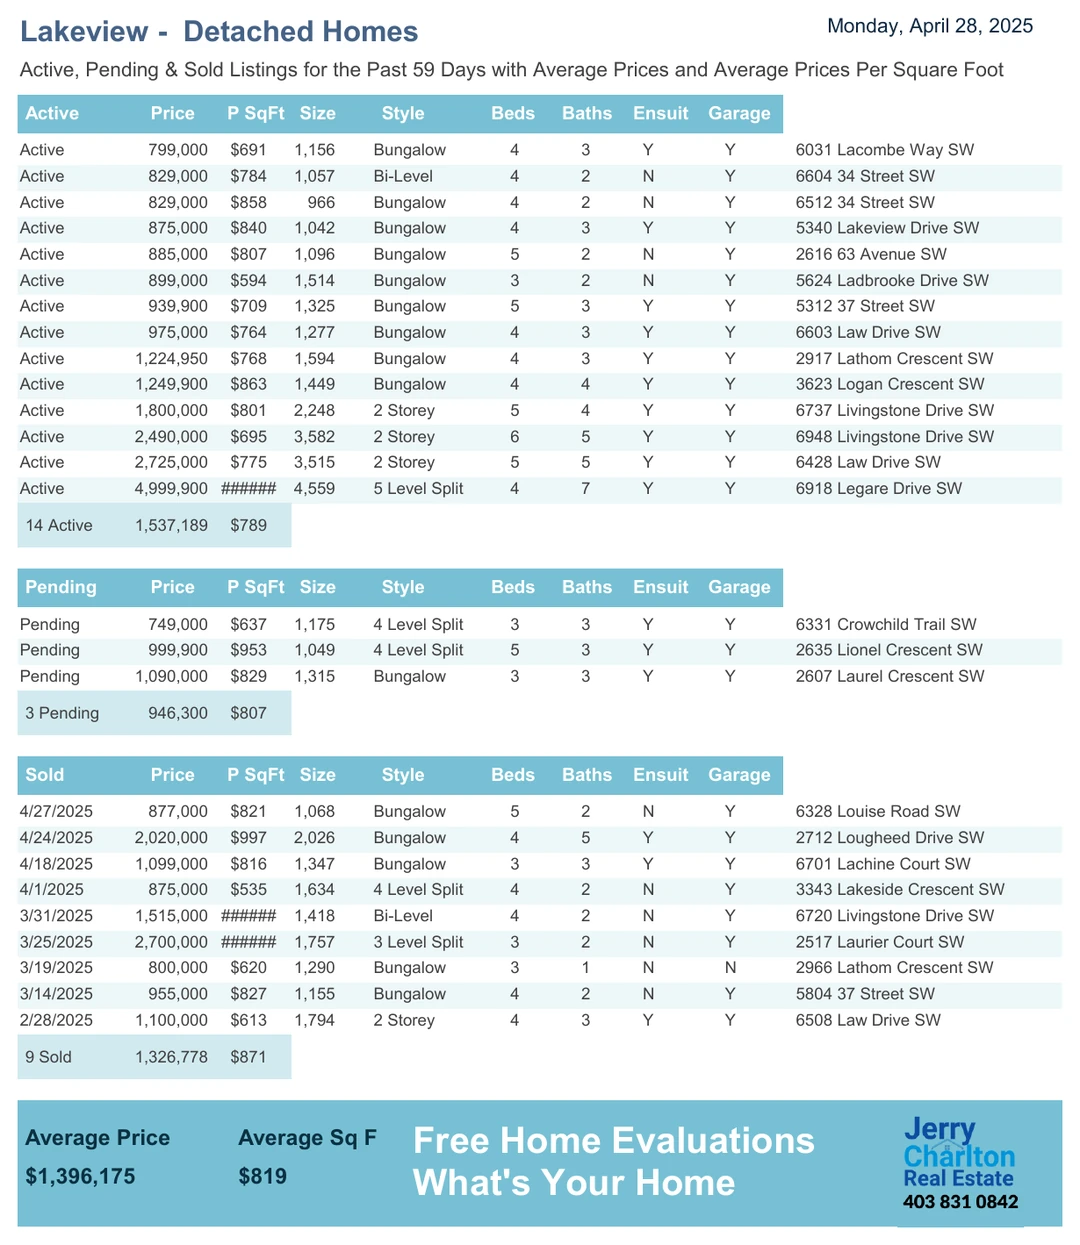 Lakeview - Detached Homes
Monday, April 28, 2025
Active, Pending & Sold Listings for the Past 59 Days with Average Prices and Average Prices Per Square Foot
Active Price P SqFt Size Style Beds Baths Ensuit Garage
Active 799,000 $691 1,156 Bungalow 4 3 Y Y 6031 Lacombe Way SW
Active 829,000 $784 1,057 Bi-Level 4 2 N Y 6604 34 Street SW
Active 829,000 $858 966 Bungalow 4 2 N Y 6512 34 Street SW
Active 875,000 $840 1,042 Bungalow 4 3 Y Y 5340 Lakeview Drive SW
Active 885,000 $807 1,096 Bungalow 5 2 N Y 2616 63 Avenue SW
Active 899,000 $594 1,514 Bungalow 3 2 N Y 5624 Ladbrooke Drive SW
Active 939,900 $709 1,325 Bungalow 5 3 Y Y 5312 37 Street SW
Active 975,000 $764 1,277 Bungalow 4 3 Y Y 6603 Law Drive SW
Active 1,224,950 $768 1,594 Bungalow 4 3 Y Y 2917 Lathom Crescent SW
Active 1,249,900 $863 1,449 Bungalow 4 4 Y Y 3623 Logan Crescent SW
Active 1,800,000 $801 2,248 2 Storey 5 4 Y Y 6737 Livingstone Drive SW
Active 2,490,000 $695 3,582 2 Storey 6 5 Y Y 6948 Livingstone Drive SW
Active 2,725,000 $775 3,515 2 Storey 5 5 Y Y 6428 Law Drive SW
Active 4,999,900 ###### 4,559 5 Level Split 4 7 Y Y 6918 Legare Drive SW
14 Active 1,537,189 $789
Pending Price P SqFt Size Style Beds Baths Ensuit Garage
Pending 749,000 $637 1,175 4 Level Split 3 3 Y Y 6331 Crowchild Trail SW
Pending 999,900 $953 1,049 4 Level Split 5 3 Y Y 2635 Lionel Crescent SW
Pending 1,090,000 $829 1,315 Bungalow 3 3 Y Y 2607 Laurel Crescent SW
3 Pending 946,300 $807
Sold Price P SqFt Size Style Beds Baths Ensuit Garage
4/27/2025 877,000 $821 1,068 Bungalow 5 2 N Y 6328 Louise Road SW
4/24/2025 2,020,000 $997 2,026 Bungalow 4 5 Y Y 2712 Lougheed Drive SW
4/18/2025 1,099,000 $816 1,347 Bungalow 3 3 Y Y 6701 Lachine Court SW
4/1/2025 875,000 $535 1,634 4 Level Split 4 2 N Y 3343 Lakeside Crescent SW
3/31/2025 1,515,000 ###### 1,418 Bi-Level 4 2 N Y 6720 Livingstone Drive SW
3/25/2025 2,700,000 ###### 1,757 3 Level Split 3 2 N Y 2517 Laurier Court SW
3/19/2025 800,000 $620 1,290 Bungalow 3 1 N N 2966 Lathom Crescent SW
3/14/2025 955,000 $827 1,155 Bungalow 4 2 N Y 5804 37 Street SW
2/28/2025 1,100,000 $613 1,794 2 Storey 4 3 Y Y 6508 Law Drive SW
9 Sold 1,326,778 $871
Average Price Average Sq F
$1,396,175 $819
Free Home Evaluations
What's Your Home
Jerry
Charlton
Real Estate
403 831 0842